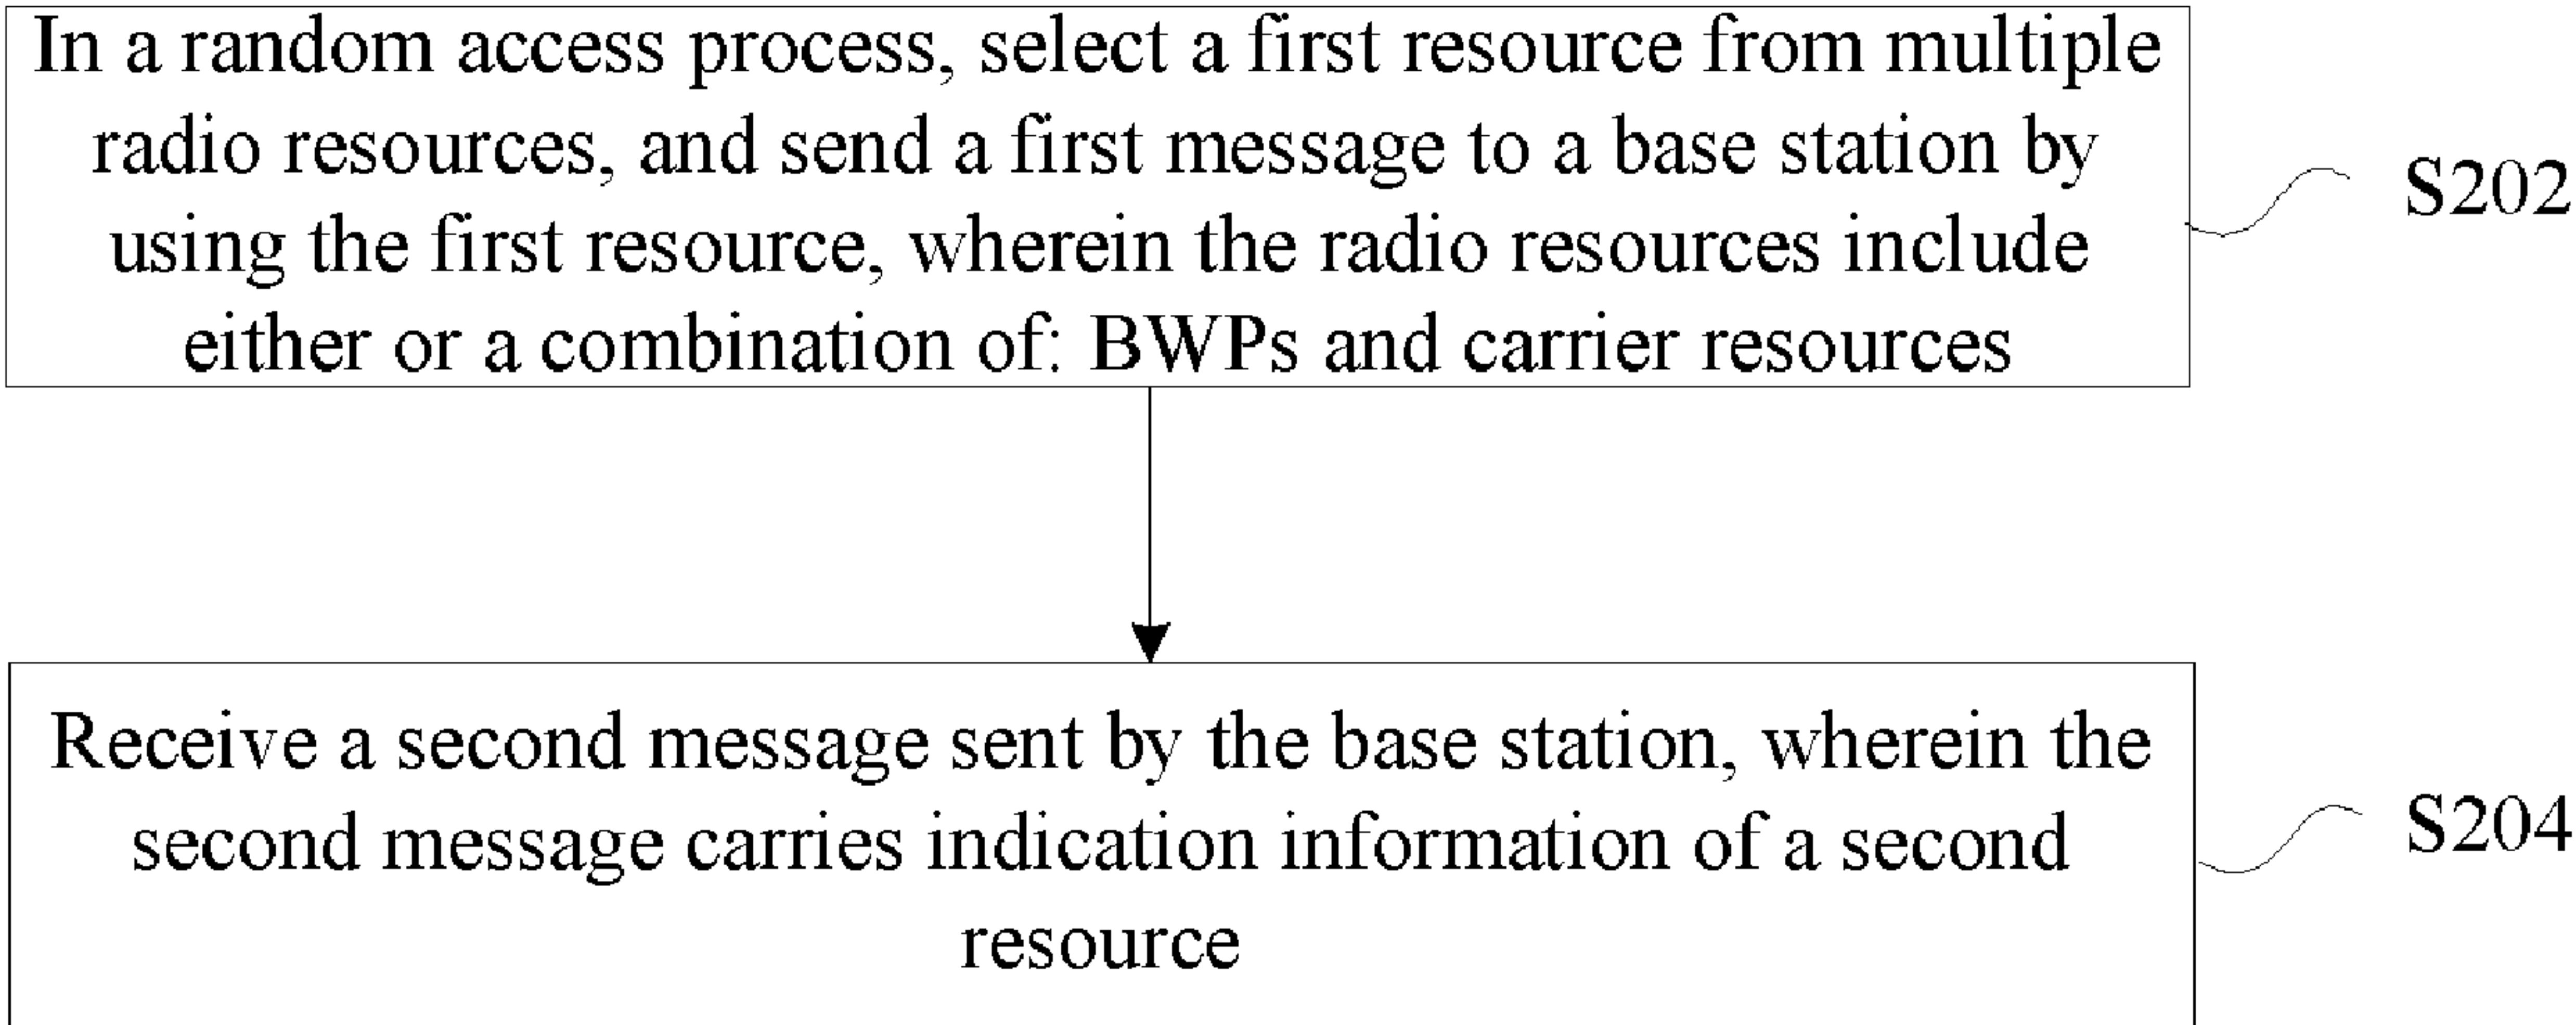 In a random access process, select a first resource from multiple
radio resources, and send a first message to a base station by
using the first resource, wherein the radio resources include
either or a combination of: BWPs and carrier resources
S202
Receive a second message sent by the base station, wherein the
second message carries indication information of a second
resource
S204